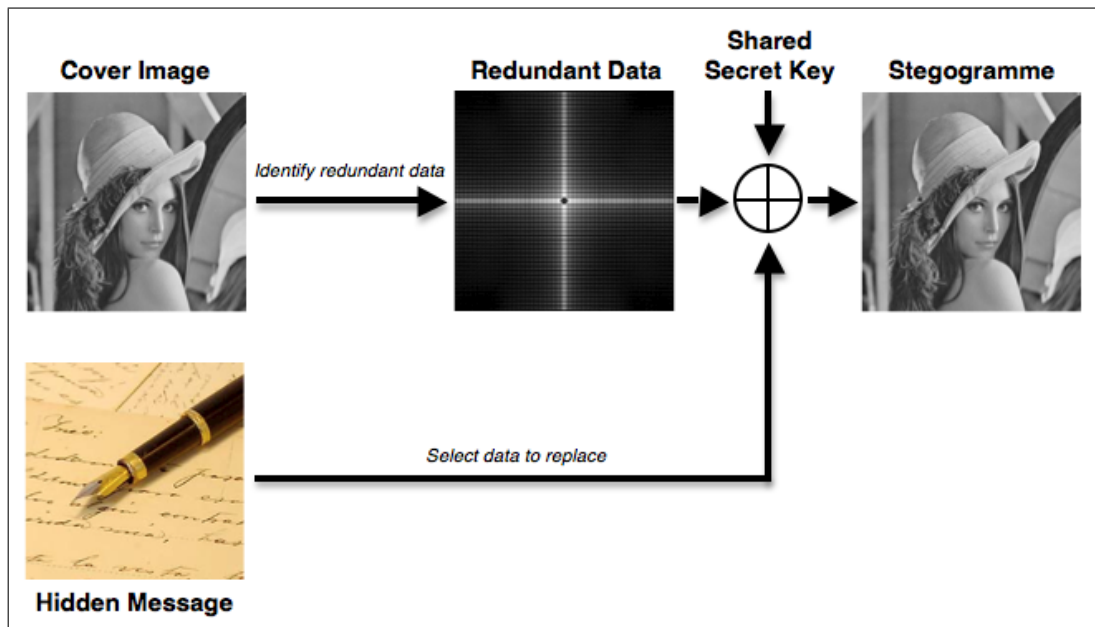 Cover Image
Redundant Data
Shared
Secret Key
Stegogramme
Identify redundant data
Select data to replace
Hidden Message